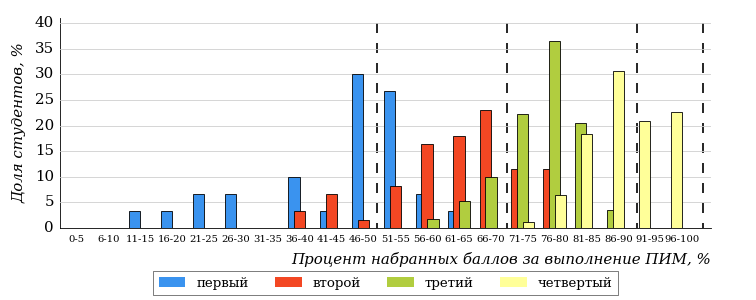 Доля студентов, %
40
35
30
25
20
15
10
5
0
0-5 6-10 11-15 16-20 21-25 26-30 31-35 36-40 41-45 46-50 51-55 56-60 61-65 66-70 71-75 76-80 81-85 86-90 91-95 96-100
Процент набранных баллов за выполнение ПИМ, %
первый второй третий четвертый